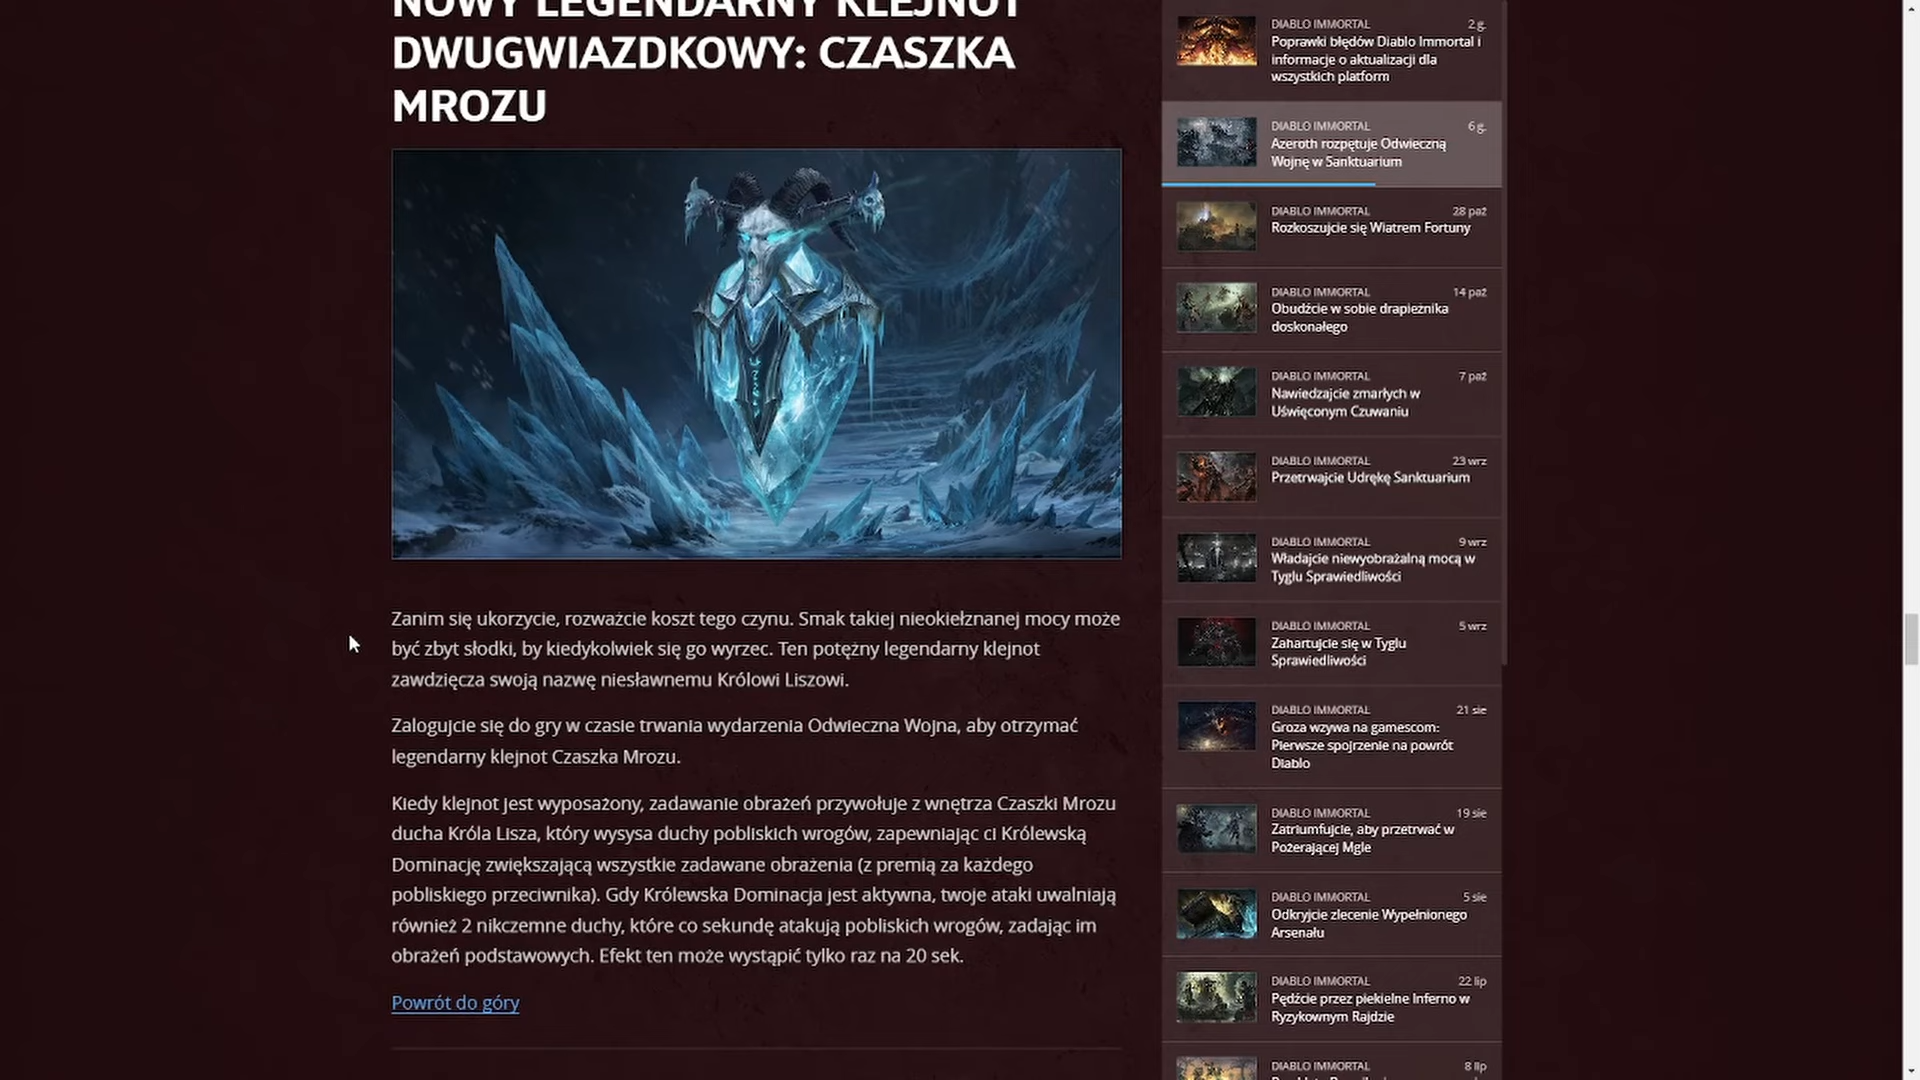 NOWY LEGENDARNY KLEJNOT
DWUGWIAZDKOWY: CZASZKA
MROZU
Zanim się ukorzycie, rozważcie koszt tego czynu. Smak takiej nieokiełznanej mocy może
być zbyt słodki, by kiedykolwiek się go wyrzec. Ten potężny legendarny klejnot
zawdzięcza swoją nazwę niesławnemu Królowi Liszowi.
Zalogujcie się do gry w czasie trwania wydarzenia Odwieczna Wojna, aby otrzymać
legendarny klejnot Czaszka Mrozu.
Kiedy klejnot jest wyposażony, zadawanie obrażeń przywołuje z wnętrza Czaszki Mrozu
ducha Króla Lisza, który wysysa duchy pobliskich wrogów, zapewniając ci Królewską
Dominację zwiększającą wszystkie zadawane obrażenia (z premią za każdego
pobliskiego przeciwnika). Gdy Królewska Dominacja jest aktywna, twoje ataki uwalniają
również 2 nikczemne duchy, które co sekundę atakują pobliskich wrogów, zadając im
obrażeń podstawowych. Efekt ten może wystąpić tylko raz na 20 sek.
Powrót do góry
DIABLO IMMORTAL 2 g.
Poprawki błędów Diablo Immortal i
informacje o aktualizacji dla
wszystkich platform
DIABLO IMMORTAL 6 g.
Azeroth rozpętuje Odwieczną
Wojnę w Sanktuarium
DIABLO IMMORTAL 28 paź
Rozkoszujcie się Wiatrem Fortuny
DIABLO IMMORTAL 14 paź
Obudźcie w sobie drapieżnika
doskonałego
DIABLO IMMORTAL 7 paź
Nawiedzajcie zmarłych w
Uświęconym Czuwaniu
DIABLO IMMORTAL 23 wrz
Przetrwajcie Udrękę Sanktuarium
DIABLO IMMORTAL 9 wrz
Władajcie niewyobrażalną mocą w
Tyglu Sprawiedliwości
DIABLO IMMORTAL 5 wrz
Zahartujcie się w Tyglu
Sprawiedliwości
DIABLO IMMORTAL 21 sie
Groza wzywa na gamescom:
Pierwsze spojrzenie na powrót
Diablo
DIABLO IMMORTAL 19 sie
Zatriumfujcie, aby przetrwać w
Pożerającej Mgle
DIABLO IMMORTAL 5 sie
Odkryjcie zlecenie Wypełnionego
Arsenału
DIABLO IMMORTAL 22 lip
Pędźcie przez piekielne Inferno w
Ryzykownym Rajdzie
DIABLO IMMORTAL 8 lip